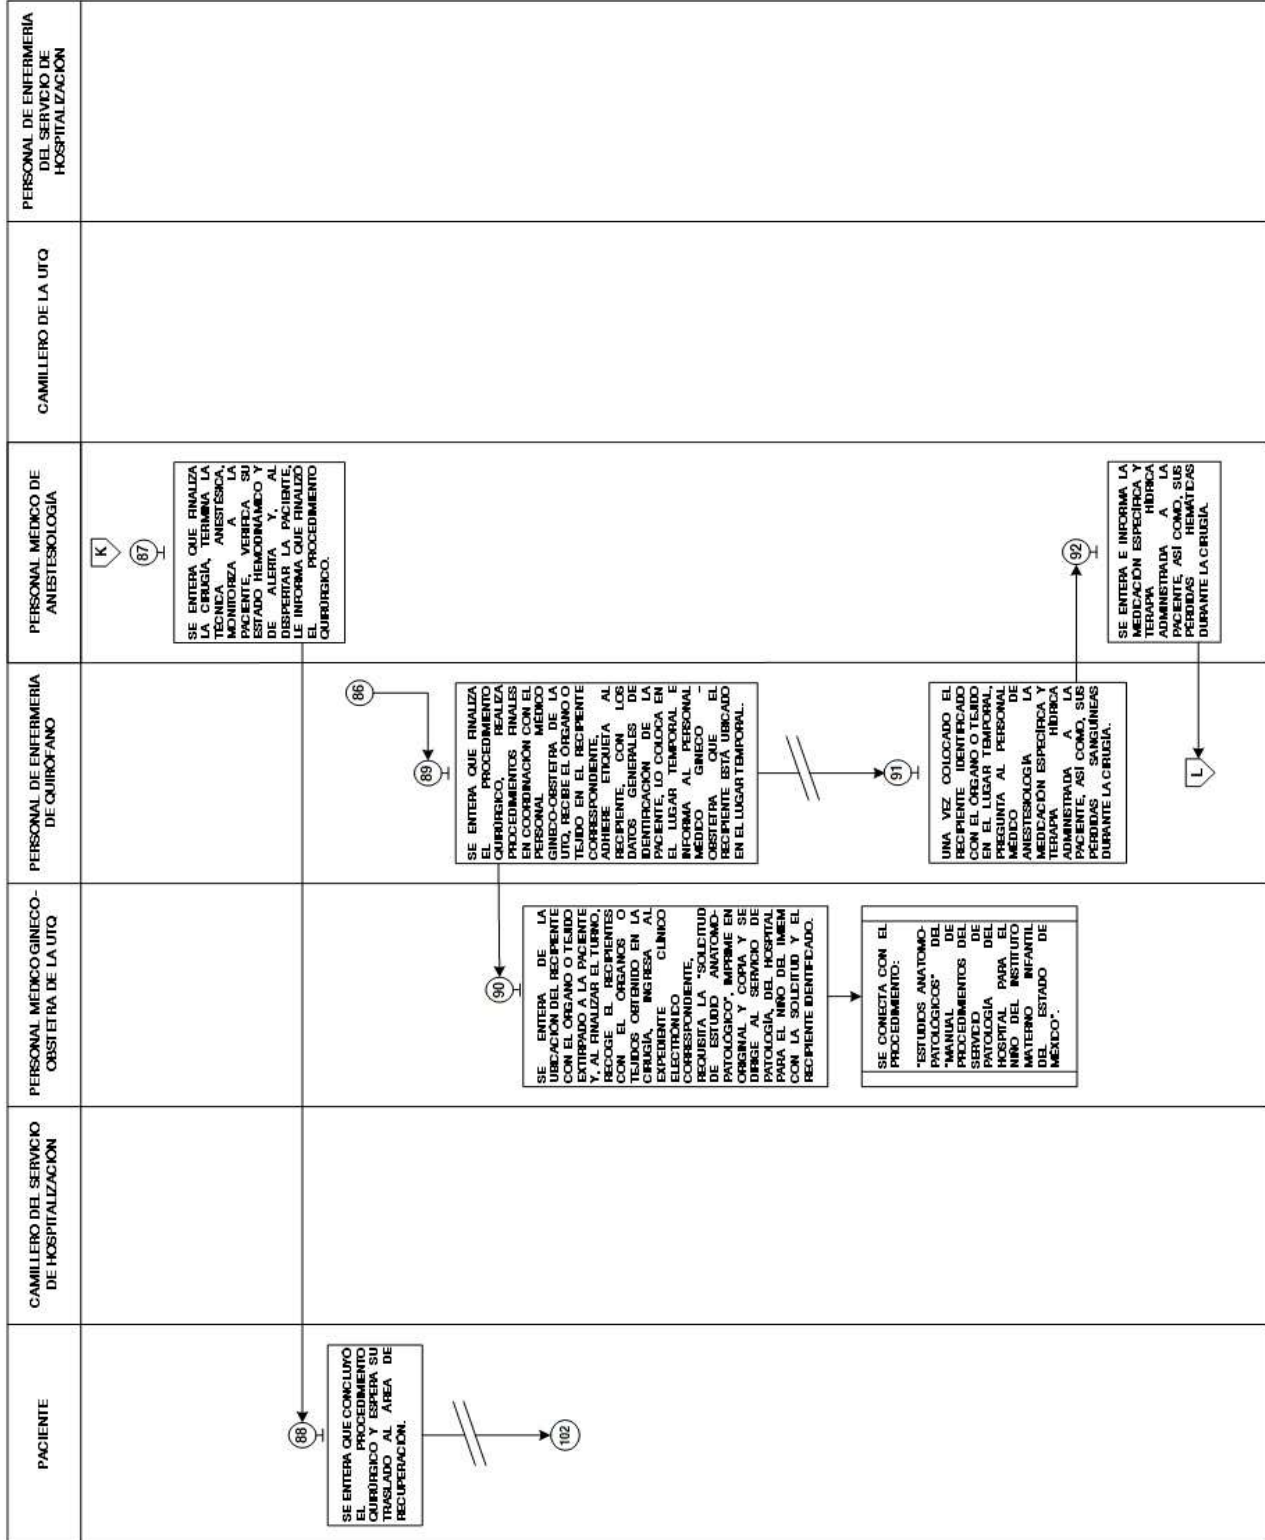 PACIENTE
CAMILLERO DEL SERVICIO
DE HOSPITALIZACIÓN
PERSONAL MÉDICO GINECO-
OBSTETRA DE LA UTQ
PERSONAL DE ENFERMERÍA
DE QUIRÓFANO
PERSONAL MÉDICO DE
ANESTESIOLOGÍA
CAMILLERO DE LA UTQ
PERSONAL DE ENFERMERÍA
DEL SERVICIO DE
HOSPITALIZACIÓN
K
87
SE ENTERA QUE FINALIZA
LA CIRUGÍA, TERMINA LA
TÉCNICA ANESTÉSICA,
MONITORIZA A LA
PACIENTE, VERIFICA SU
ESTADO HEMODINÁMICO Y
DE ALERTA Y, AL
DESPERTAR LA PACIENTE,
LE INFORMA QUE FINALIZÓ
EL PROCEDIMIENTO
QUIRÚRGICO.
88
SE ENTERA QUE CONCLUYÓ
EL PROCEDIMIENTO
QUIRÚRGICO Y ESPERA SU
TRASLADO AL ÁREA DE
RECUPERACIÓN.
102
86
89
SE ENTERA QUE FINALIZA
EL PROCEDIMIENTO
QUIRÚRGICO, REALIZA
PROCEDIMIENTOS FINALES
EN COORDINACIÓN CON EL
PERSONAL MÉDICO
GINECO-OBSTETRA DE LA
UTQ, RECIBE EL ÓRGANO O
TEJIDO EN EL RECIPIENTE
CORRESPONDIENTE,
ADHIERE ETIQUETA AL
RECIPIENTE, CON LOS
DATOS GENERALES DE
IDENTIFICACIÓN DE LA
PACIENTE, LO COLOCA EN
EL LUGAR TEMPORAL E
INFORMA AL PERSONAL
MÉDICO GINECO –
OBSTETRA QUE EL
RECIPIENTE ESTÁ UBICADO
EN EL LUGAR TEMPORAL.
90
SE ENTERA DE LA
UBICACIÓN DEL RECIPIENTE
CON EL ÓRGANO O TEJIDO
EXTIRPADO A LA PACIENTE
Y, AL FINALIZAR EL TURNO,
RECOGE EL RECIPIENTES
CON EL ÓRGANOS O
TEJIDOS OBTENIDO EN LA
CIRUGÍA, INGRESA AL
EXPEDIENTE CLÍNICO
ELECTRÓNICO
CORRESPONDIENTE,
REQUISITA LA "SOLICITUD
DE ESTUDIO ANATOMO-
PATOLÓGICO", IMPRIME EN
ORIGINAL Y COPIA Y SE
DIRIGE AL SERVICIO DE
PATOLOGÍA, DEL HOSPITAL
PARA EL NIÑO DEL IMIEM
CON LA SOLICITUD Y EL
RECIPIENTE IDENTIFICADO.
SE CONECTA CON EL
PROCEDIMIENTO:
"ESTUDIOS ANATOMO-
PATOLÓGICOS" DEL
"MANUAL DE
PROCEDIMIENTOS DEL
SERVICIO DE
PATOLOGÍA DEL
HOSPITAL PARA EL
NIÑO DEL INSTITUTO
MATERNO INFANTIL
DEL ESTADO DE
MÉXICO".
91
UNA VEZ COLOCADO EL
RECIPIENTE IDENTIFICADO
CON EL ÓRGANO O TEJIDO
EN EL LUGAR TEMPORAL,
PREGUNTA AL PERSONAL
MÉDICO DE
ANESTESIOLOGÍA LA
MEDICACIÓN ESPECÍFICA Y
TERAPIA HÍDRICA
ADMINISTRADA A LA
PACIENTE, ASÍ COMO, SUS
PÉRDIDAS SANGUÍNEAS
DURANTE LA CIRUGÍA.
92
SE ENTERA E INFORMA LA
MEDICACIÓN ESPECÍFICA Y
TERAPIA HÍDRICA
ADMINISTRADA A LA
PACIENTE, ASÍ COMO, SUS
PÉRDIDAS HEMÁTICAS
DURANTE LA CIRUGÍA.
L